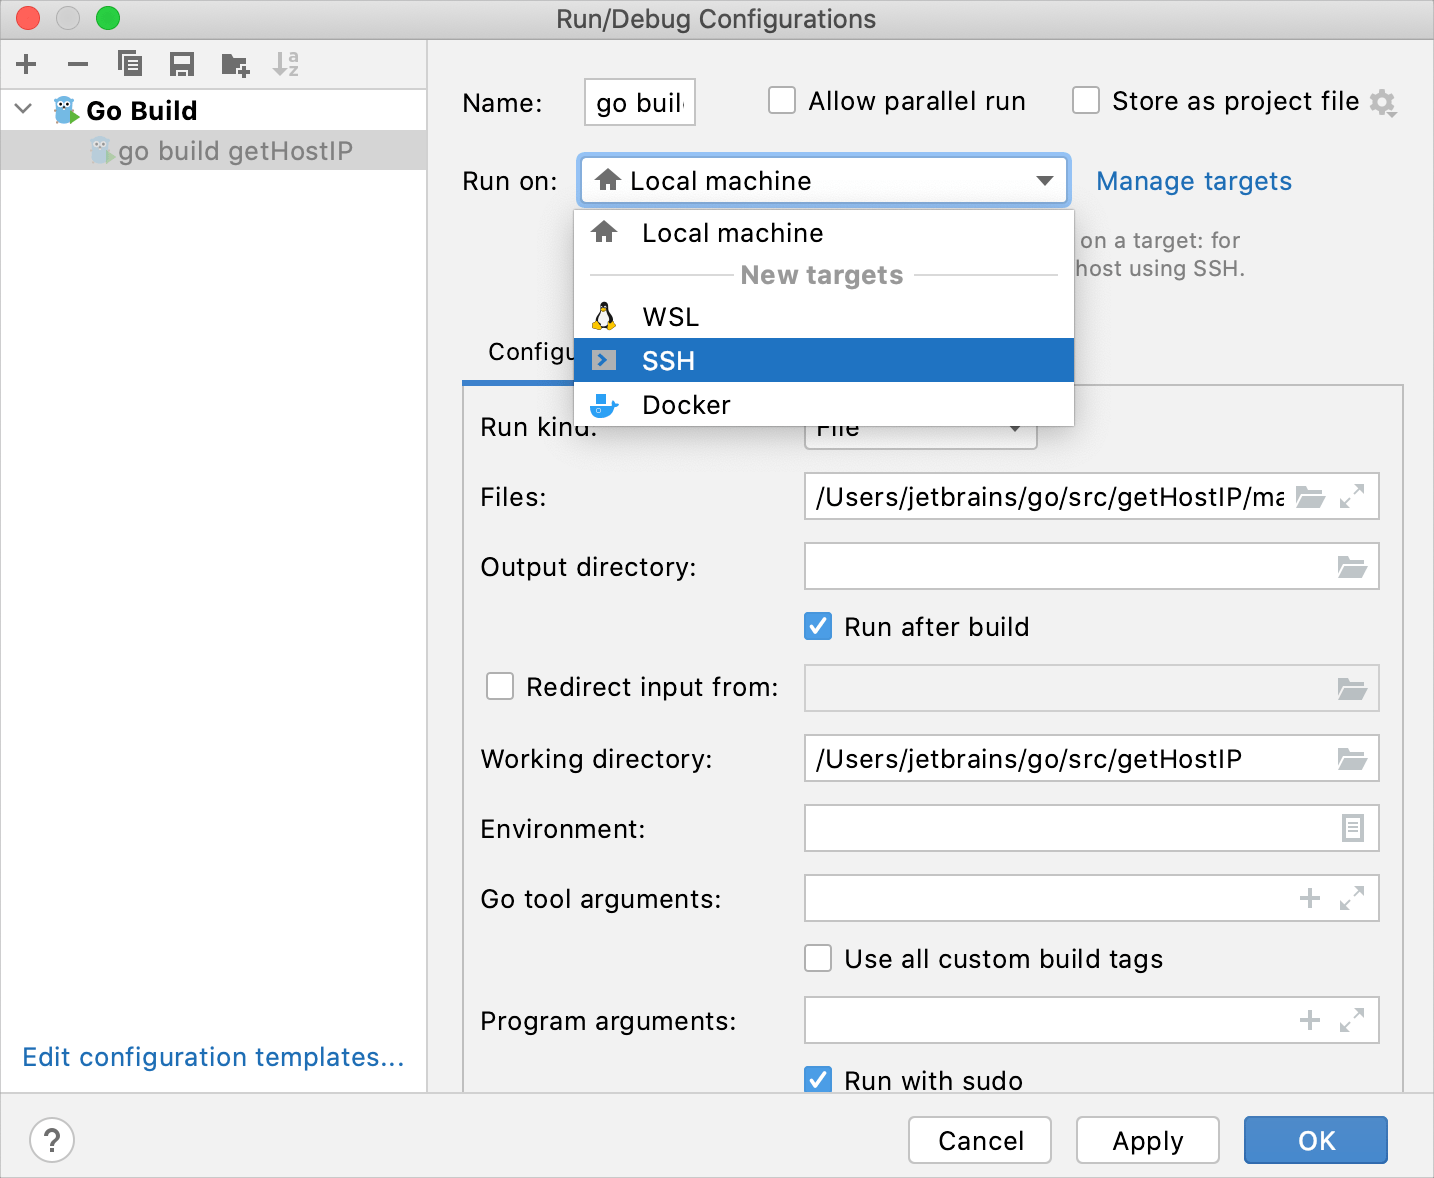 Run/Debug Configurations
Go Build
go build getHostIP
Edit configuration templates...
Name: go buil
Allow parallel run
Store as project file
Run on: Local machine
Manage targets
Local machine
on a target: for
New targets
host using SSH.
WSL
SSH
Docker
Configu
Run kind: File
Files: /Users/jetbrains/go/src/getHostIP/ma
Output directory:
Run after build
Redirect input from:
Working directory: /Users/jetbrains/go/src/getHostIP
Environment:
Go tool arguments:
Use all custom build tags
Program arguments:
Run with sudo
? Cancel Apply OK